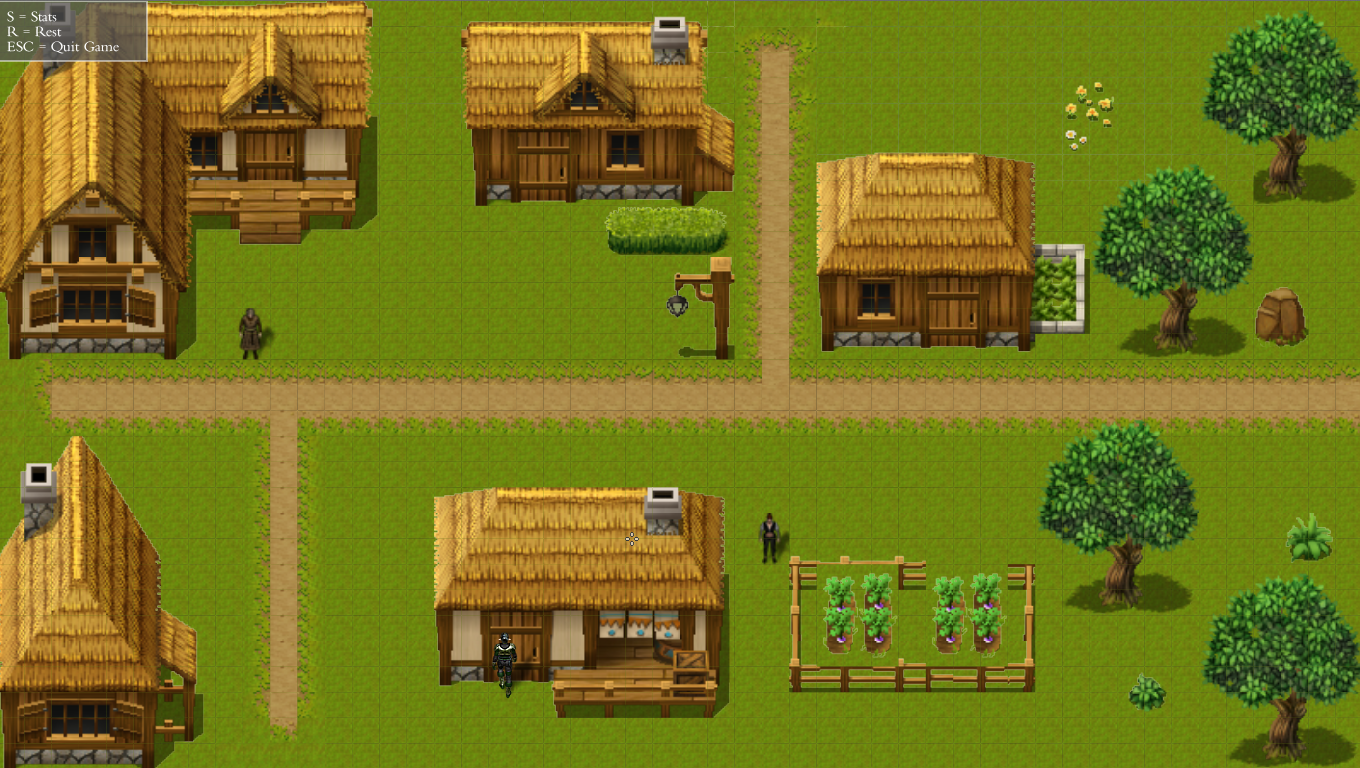 S = Stats
R = Rest
ESC = Quit Game